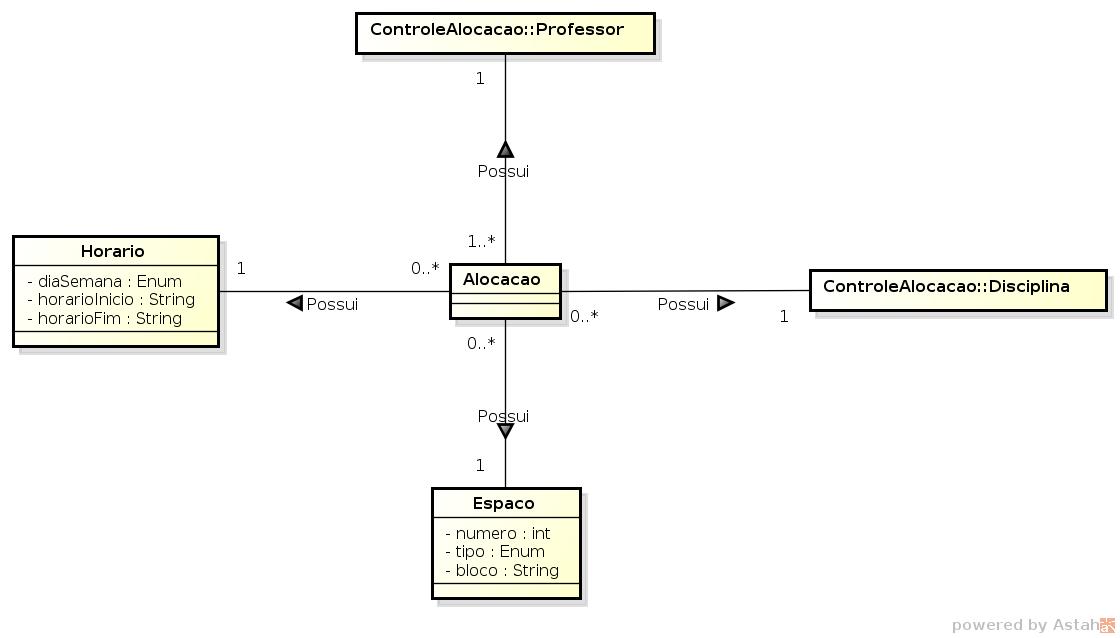 ControleAlocacao::Professor
1
Possui
1..*
Horario
- diaSemana : Enum
- horarioInicio : String
- horarioFim : String
1
0..*
Possui
Alocacao
ControleAlocacao::Disciplina
Possui
0..*
1
0..*
Possui
1
Espaco
- numero : int
- tipo : Enum
- bloco : String
powered by Astah